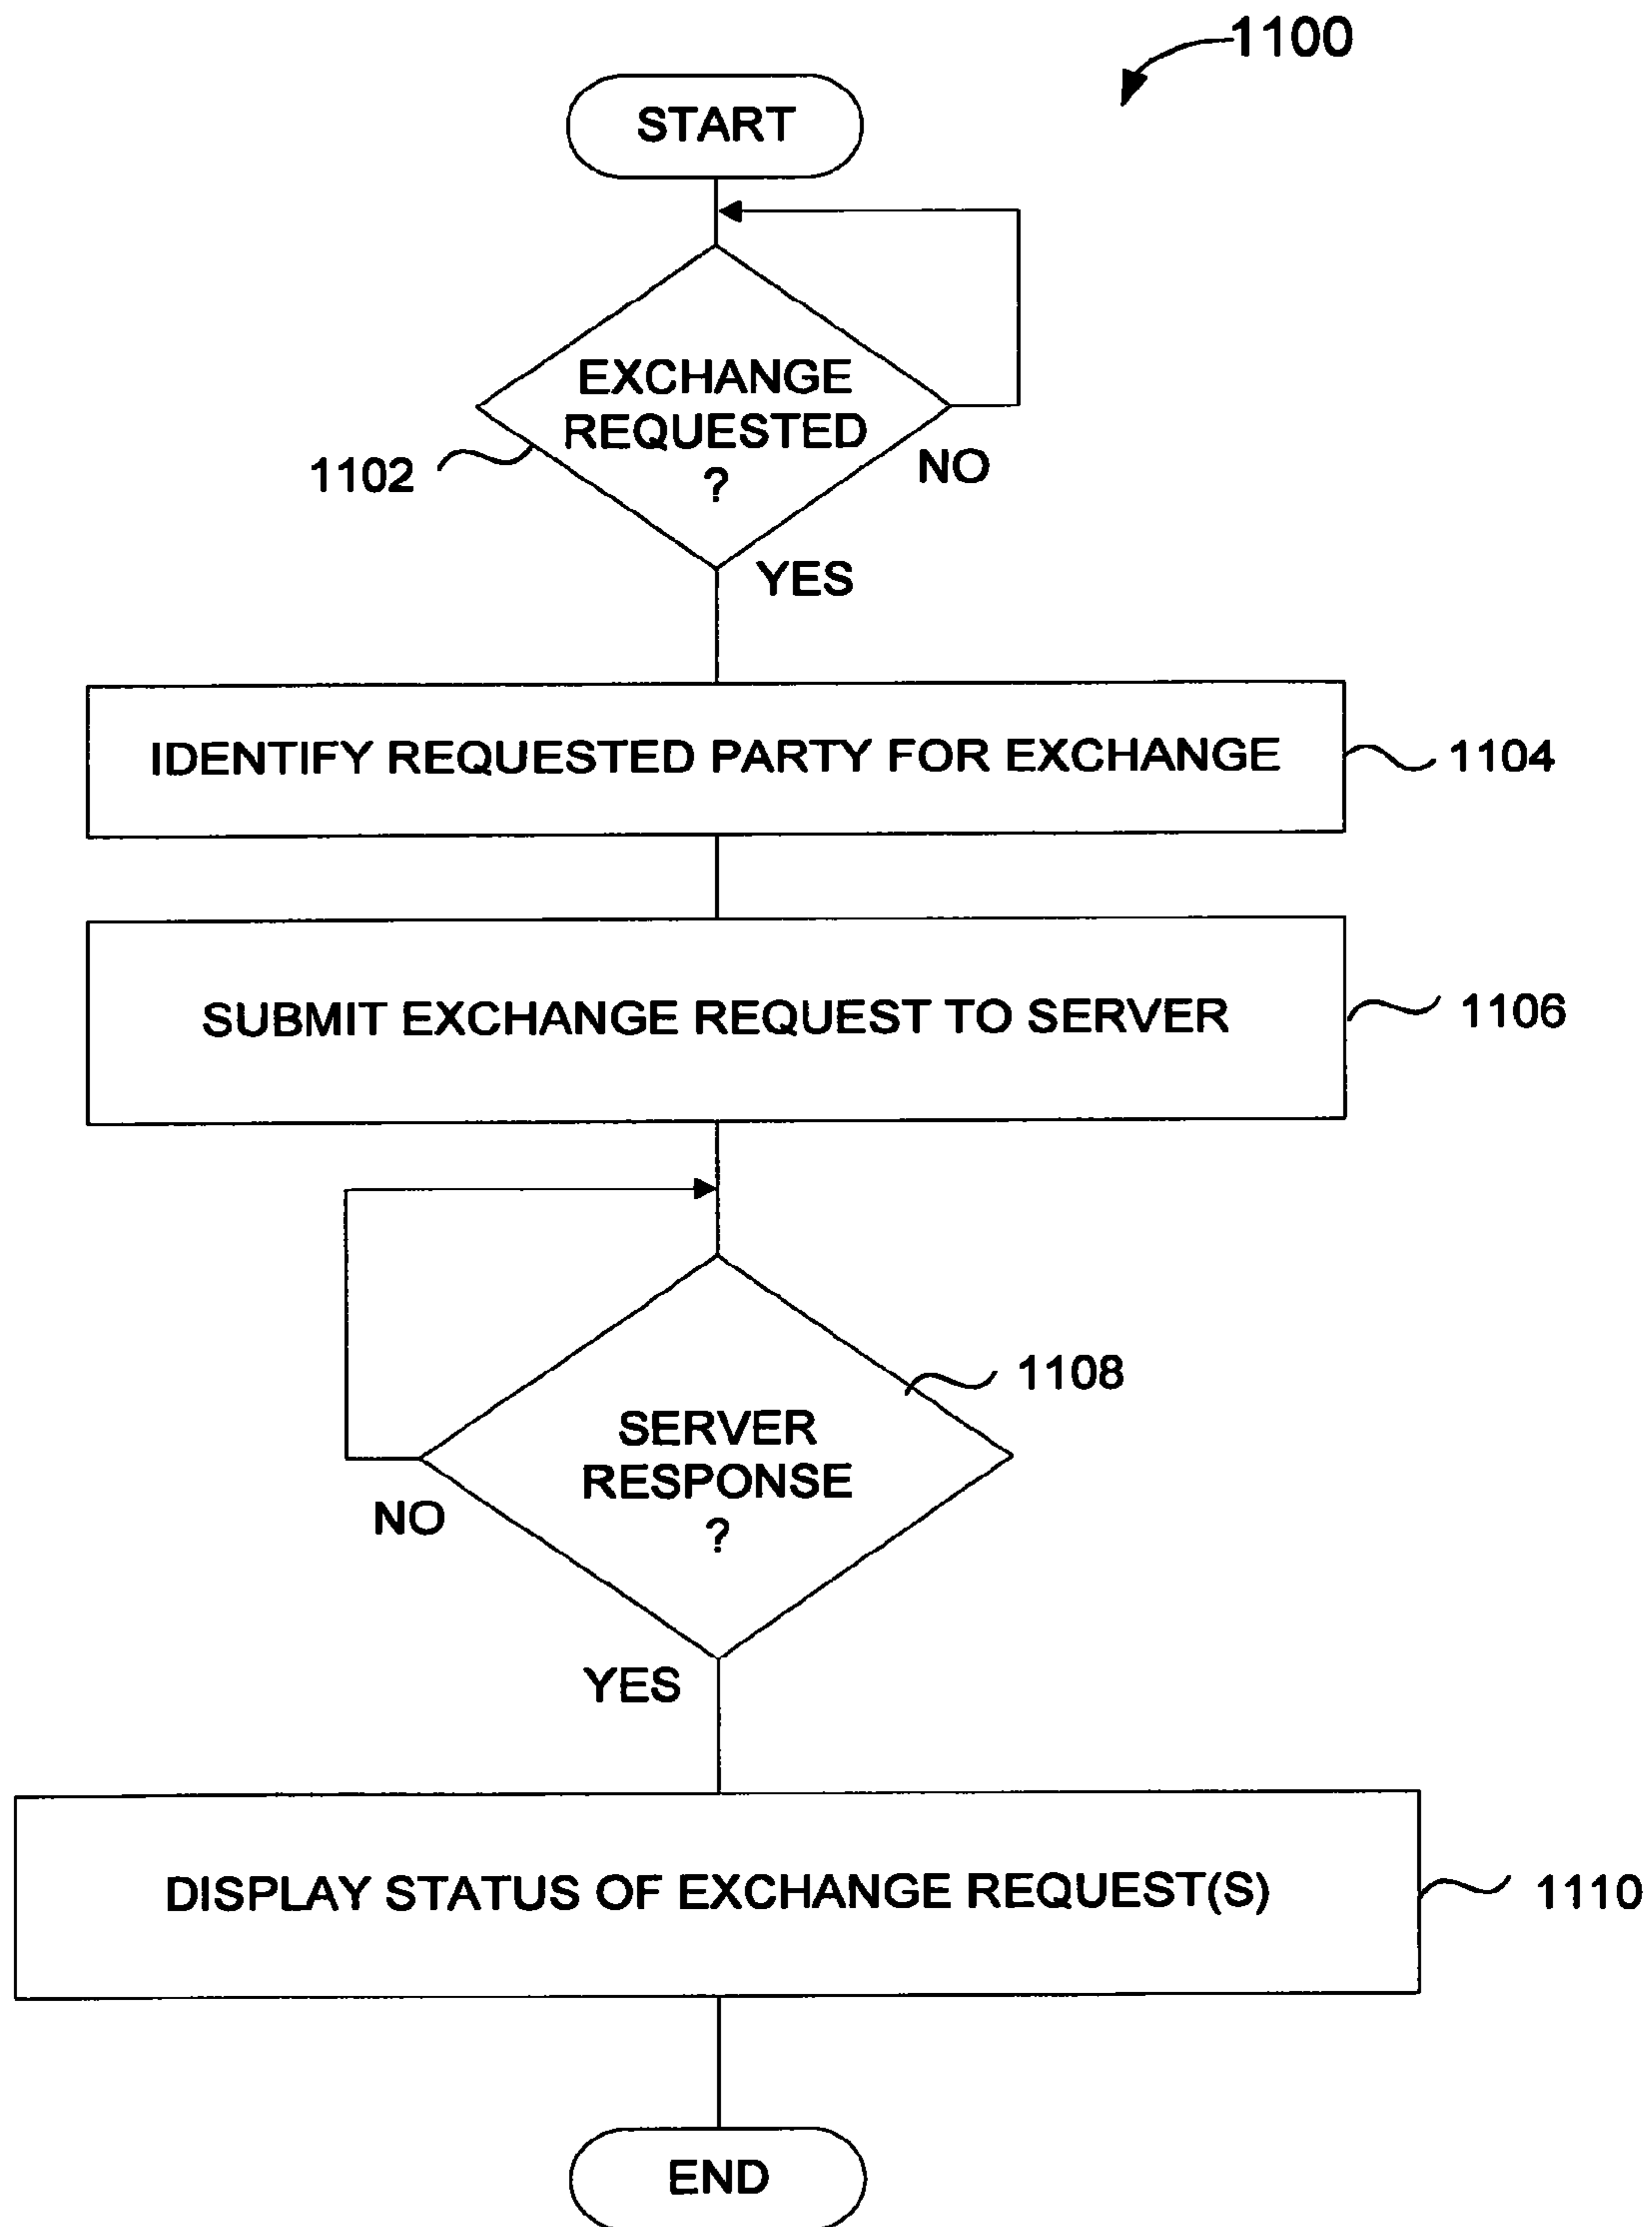 1100
START
EXCHANGE
REQUESTED
?
1102
NO
YES
IDENTIFY REQUESTED PARTY FOR EXCHANGE
1104
SUBMIT EXCHANGE REQUEST TO SERVER
1106
1108
SERVER
RESPONSE
?
NO
YES
DISPLAY STATUS OF EXCHANGE REQUEST(S)
1110
END